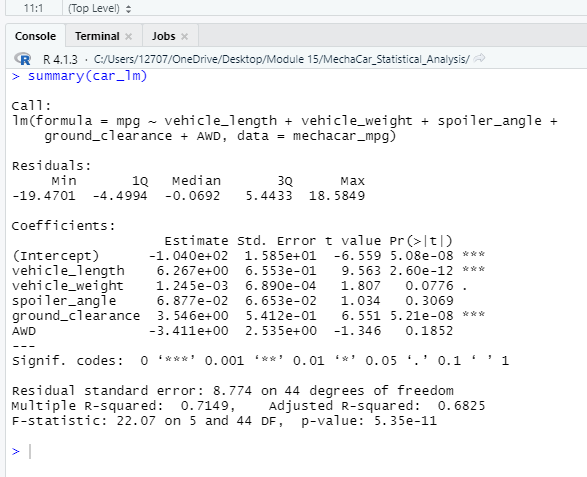 11:1 (Top Level)
Console Terminal Jobs
R R 4.1.3 · C:/Users/12707/OneDrive/Desktop/Module 15/MechaCar_Statistical_Analysis/
> summary(car_lm)
Call:
lm(formula = mpg ~ vehicle_length + vehicle_weight + spoiler_angle +
    ground_clearance + AWD, data = mechacar_mpg)
Residuals:
     Min       1Q   Median       3Q      Max
-19.4701  -4.4994  -0.0692   5.4433  18.5849
Coefficients:
                   Estimate Std. Error t value Pr(>|t|)
(Intercept)      -1.040e+02  1.585e+01  -6.559 5.08e-08 ***
vehicle_length    6.267e+00  6.553e-01   9.563 2.60e-12 ***
vehicle_weight    1.245e-03  6.890e-04   1.807   0.0776 .
spoiler_angle     6.877e-02  6.653e-02   1.034   0.3069
ground_clearance  3.546e+00  5.412e-01   6.551 5.21e-08 ***
AWD              -3.411e+00  2.535e+00  -1.346   0.1852
---
Signif. codes:  0 ‘***’ 0.001 ‘**’ 0.01 ‘*’ 0.05 ‘.’ 0.1 ‘ ’ 1
Residual standard error: 8.774 on 44 degrees of freedom
Multiple R-squared:  0.7149,    Adjusted R-squared:  0.6825
F-statistic: 22.07 on 5 and 44 DF,  p-value: 5.35e-11
>